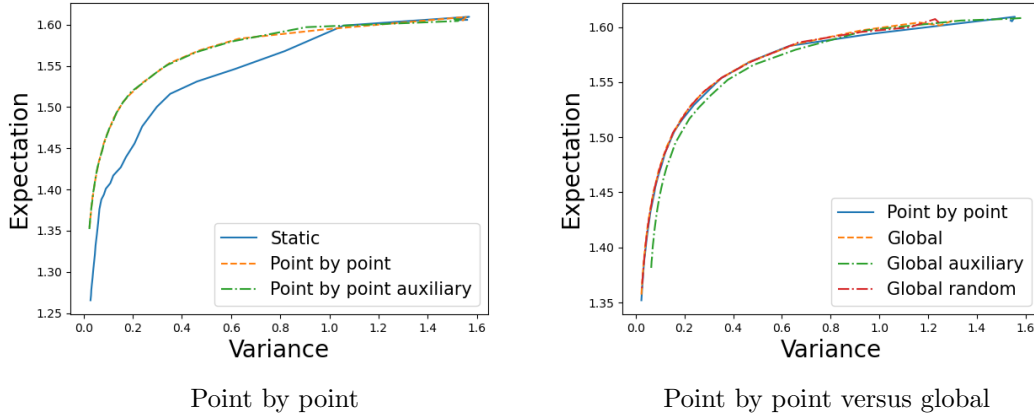 1.60
1.55
1.50
1.45
1.40
1.35
1.30
1.25
Expectation
0.0 0.2 0.4 0.6 0.8 1.0 1.2 1.4 1.6
Variance
Static
Point by point
Point by point auxiliary
Point by point
1.60
1.55
1.50
1.45
1.40
1.35
Expectation
0.0 0.2 0.4 0.6 0.8 1.0 1.2 1.4 1.6
Variance
Point by point
Global
Global auxiliary
Global random
Point by point versus global